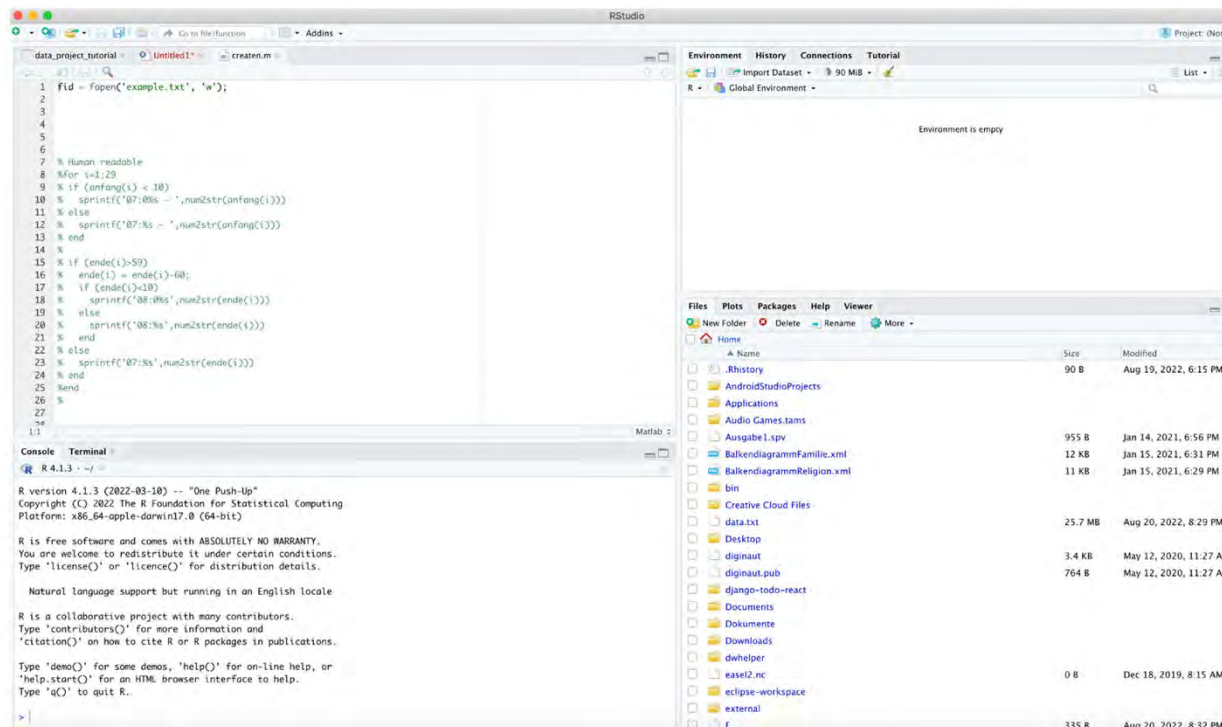 RStudio
Go to file/function Addins
Project: (Non
data_project_tutorial Untitled1* createn.m
1 fid = fopen('example.txt', 'w');
2
3
4
5
6
7 % Human readable
8 %for i=1:29
9 % if (anfang(i) < 10)
10 % sprintf('07:0%s - ',num2str(anfang(i)))
11 % else
12 % sprintf('07:%s - ',num2str(anfang(i)))
13 % end
14 %
15 % if (ende(i)>59)
16 % ende(i) = ende(i)-60;
17 % if (ende(i)<10)
18 % sprintf('08:0%s',num2str(ende(i)))
19 % else
20 % sprintf('08:%s',num2str(ende(i)))
21 % end
22 % else
23 % sprintf('07:%s',num2str(ende(i)))
24 % end
25 %end
26 %
27
28
1:1 Matlab
Console Terminal
R 4.1.3 · ~/
R version 4.1.3 (2022-03-10) -- "One Push-Up"
Copyright (C) 2022 The R Foundation for Statistical Computing
Platform: x86_64-apple-darwin17.0 (64-bit)
R is free software and comes with ABSOLUTELY NO WARRANTY.
You are welcome to redistribute it under certain conditions.
Type 'license()' or 'licence()' for distribution details.
Natural language support but running in an English locale
R is a collaborative project with many contributors.
Type 'contributors()' for more information and
'citation()' on how to cite R or R packages in publications.
Type 'demo()' for some demos, 'help()' for on-line help, or
'help.start()' for an HTML browser interface to help.
Type 'q()' to quit R.
>
Environment History Connections Tutorial
Import Dataset 90 MiB List
R Global Environment
Environment is empty
Files Plots Packages Help Viewer
New Folder Delete Rename More
Home
Name Size Modified
.Rhistory 90 B Aug 19, 2022, 6:15 PM
AndroidStudioProjects
Applications
Audio Games.tams
Ausgabe1.spv 955 B Jan 14, 2021, 6:56 PM
BalkendiagrammFamilie.xml 12 KB Jan 15, 2021, 6:31 PM
BalkendiagrammReligion.xml 11 KB Jan 15, 2021, 6:29 PM
bin
Creative Cloud Files
data.txt 25.7 MB Aug 20, 2022, 8:29 PM
Desktop
diginaut 3.4 KB May 12, 2020, 11:27 A
diginaut.pub 764 B May 12, 2020, 11:27 A
django-todo-react
Documents
Dokumente
Downloads
dwhelper
easel2.nc 0 B Dec 18, 2019, 8:15 AM
eclipse-workspace
external
f 335 B Aug 20, 2022, 8:32 PM